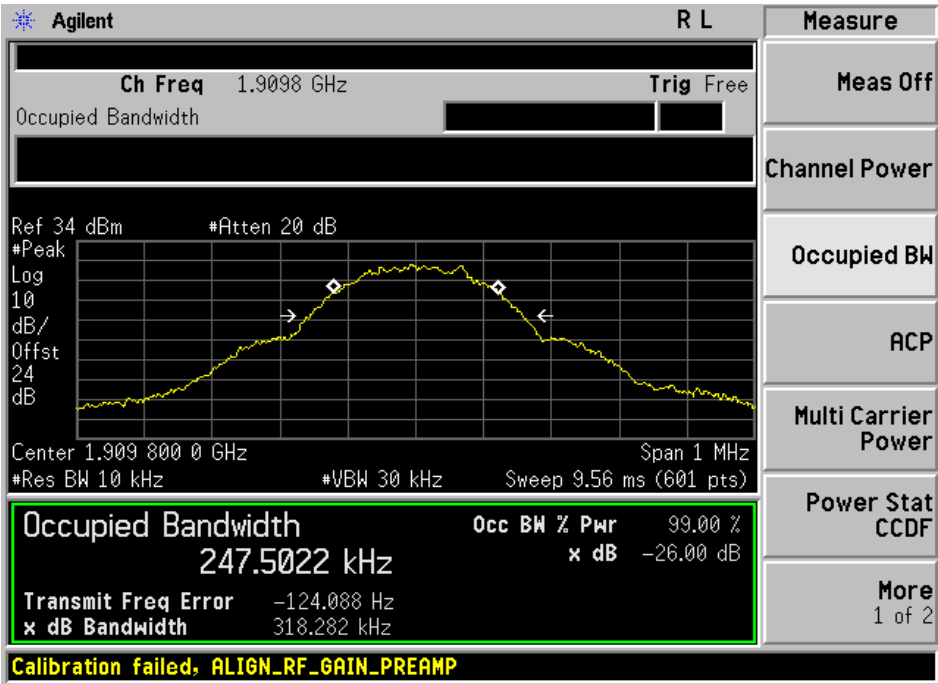 Agilent R L Measure
Ch Freq 1.9098 GHz Trig Free
Occupied Bandwidth
Meas Off
Channel Power
Occupied BW
ACP
Multi Carrier
Power
Power Stat
CCDF
More
1 of 2
Ref 34 dBm #Atten 20 dB
#Peak
Log
10
dB/
Offst
24
dB
Center 1.909 800 0 GHz Span 1 MHz
#Res BW 10 kHz #VBW 30 kHz Sweep 9.56 ms (601 pts)
Occupied Bandwidth Occ BW % Pwr 99.00 %
247.5022 kHz x dB -26.00 dB
Transmit Freq Error -124.088 Hz
x dB Bandwidth 318.282 kHz
Calibration failed, ALIGN_RF_GAIN_PREAMP